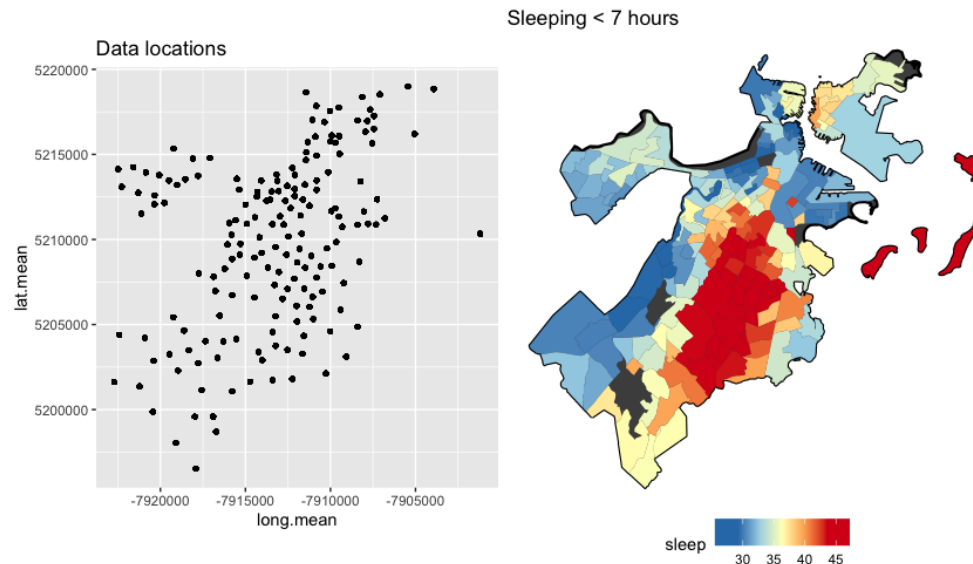 Sleeping < 7 hours
Data locations
5220000
5215000
5210000
5205000
5200000
lat.mean
-7920000 -7915000 -7910000 -7905000
long.mean
sleep
30 35 40 45